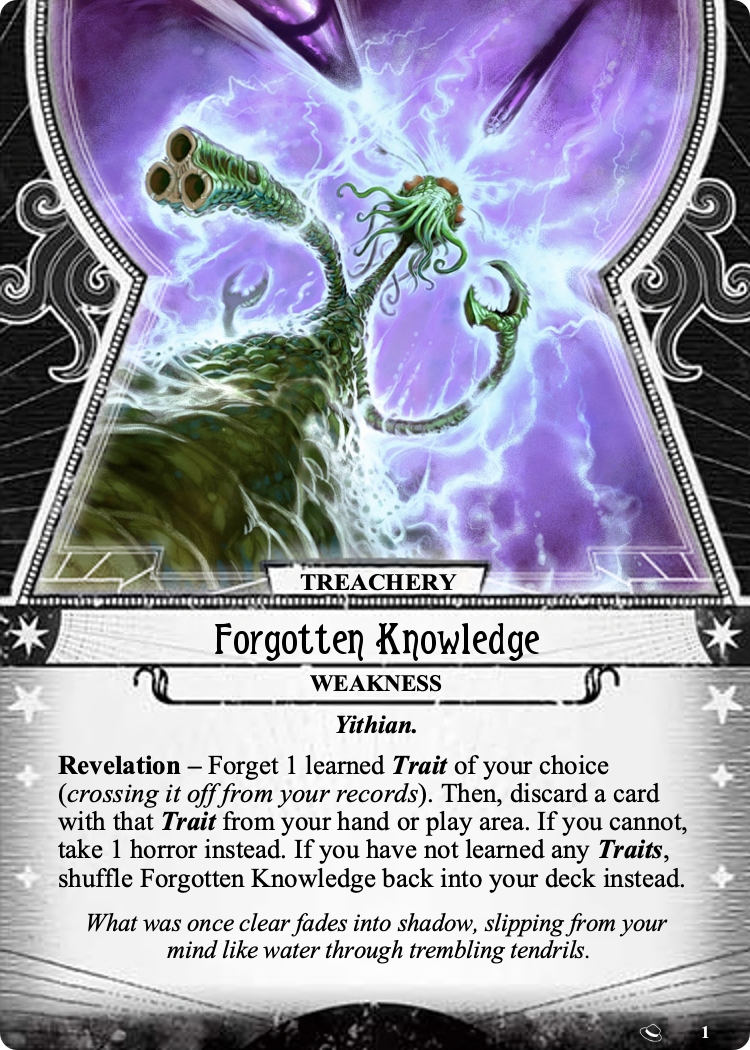 TREACHERY
Forgotten Knowledge
WEAKNESS
Yithian.
Revelation – Forget 1 learned Trait of your choice
(crossing it off from your records). Then, discard a card
with that Trait from your hand or play area. If you cannot,
take 1 horror instead. If you have not learned any Traits,
shuffle Forgotten Knowledge back into your deck instead.
What was once clear fades into shadow, slipping from your
mind like water through trembling tendrils.
1